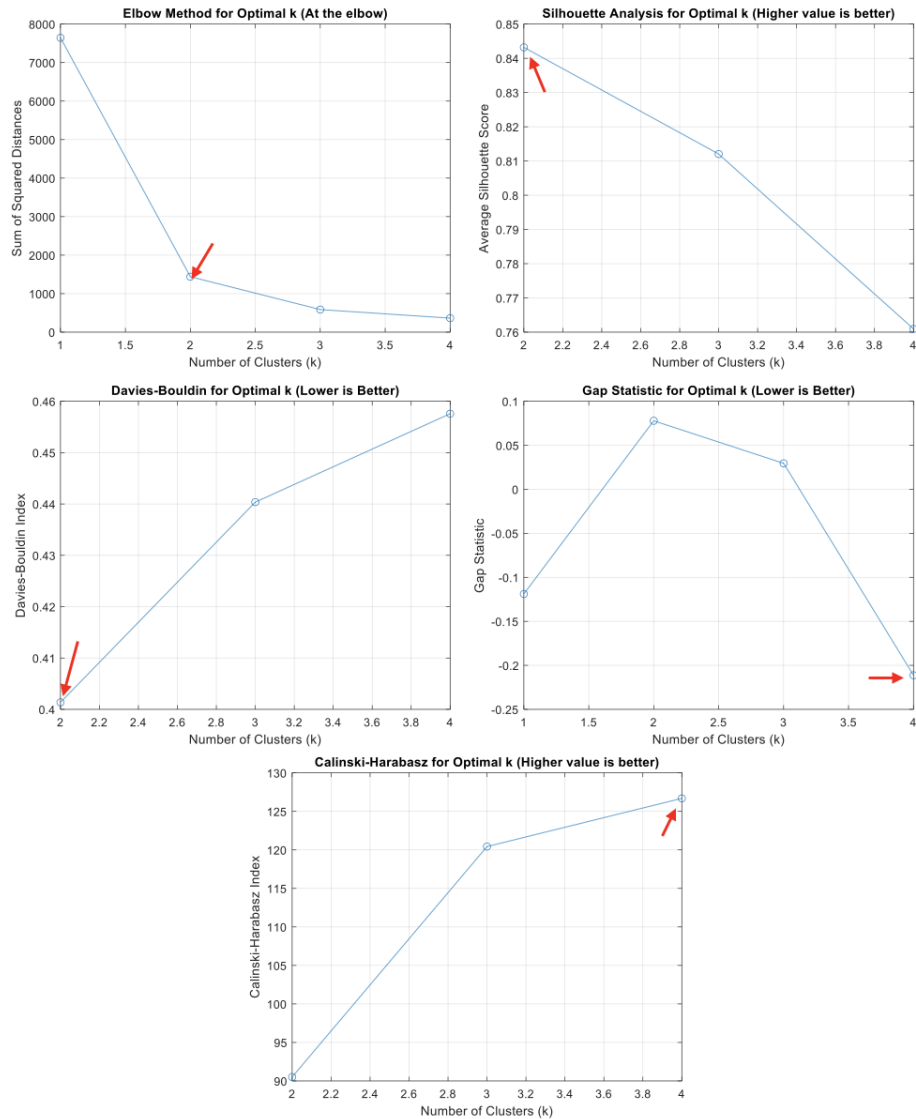 Elbow Method for Optimal k (At the elbow)
8000
7000
6000
5000
4000
3000
2000
1000
0
Sum of Squared Distances
1 1.5 2 2.5 3 3.5 4
Number of Clusters (k)
Silhouette Analysis for Optimal k (Higher value is better)
0.85
0.84
0.83
0.82
0.81
0.8
0.79
0.78
0.77
0.76
Average Silhouette Score
2 2.2 2.4 2.6 2.8 3 3.2 3.4 3.6 3.8 4
Number of Clusters (k)
Davies-Bouldin for Optimal k (Lower is Better)
0.46
0.45
0.44
0.43
0.42
0.41
0.4
Davies-Bouldin Index
2 2.2 2.4 2.6 2.8 3 3.2 3.4 3.6 3.8 4
Number of Clusters (k)
Gap Statistic for Optimal k (Lower is Better)
0.1
0.05
0
-0.05
-0.1
-0.15
-0.2
-0.25
Gap Statistic
1 1.5 2 2.5 3 3.5 4
Number of Clusters (k)
Calinski-Harabasz for Optimal k (Higher value is better)
130
125
120
115
110
105
100
95
90
Calinski-Harabasz Index
2 2.2 2.4 2.6 2.8 3 3.2 3.4 3.6 3.8 4
Number of Clusters (k)